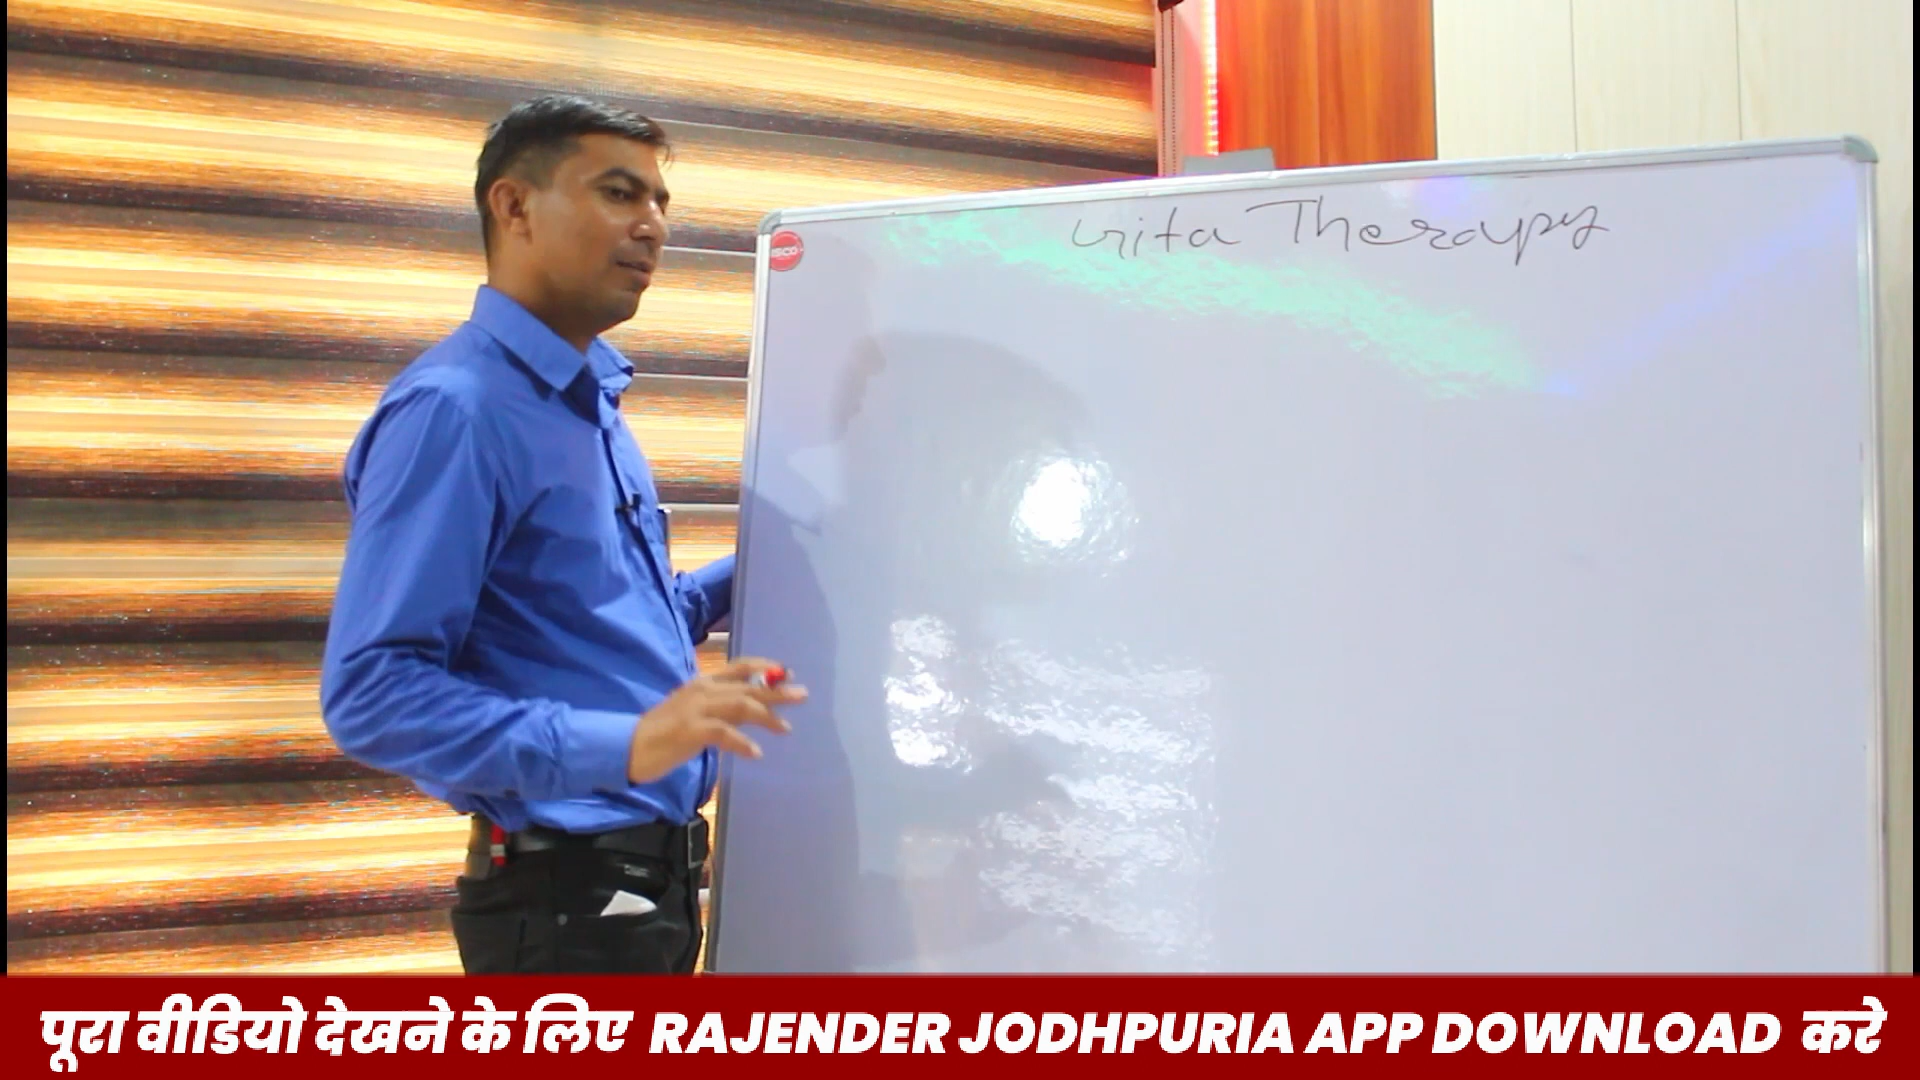 Gita Therapy
पूरा वीडियो देखने के लिए RAJENDER JODHPURIA APP DOWNLOAD करे